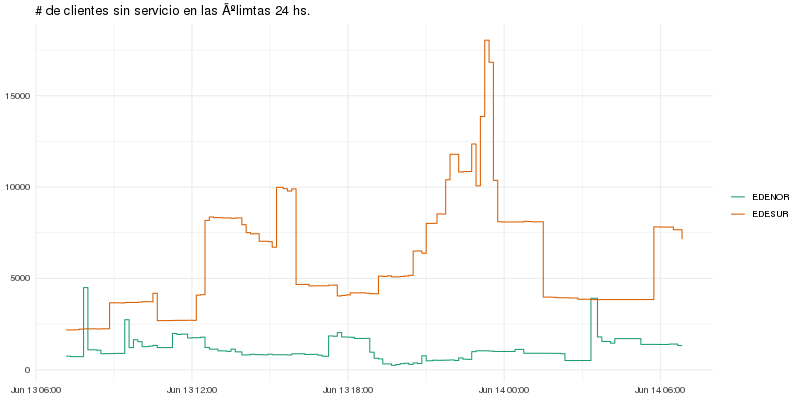 # de clientes sin servicio en las Ãºlimtas 24 hs.
15000
10000
5000
0
Jun 13 06:00
Jun 13 12:00
Jun 13 18:00
Jun 14 00:00
Jun 14 06:00
EDENOR
EDESUR